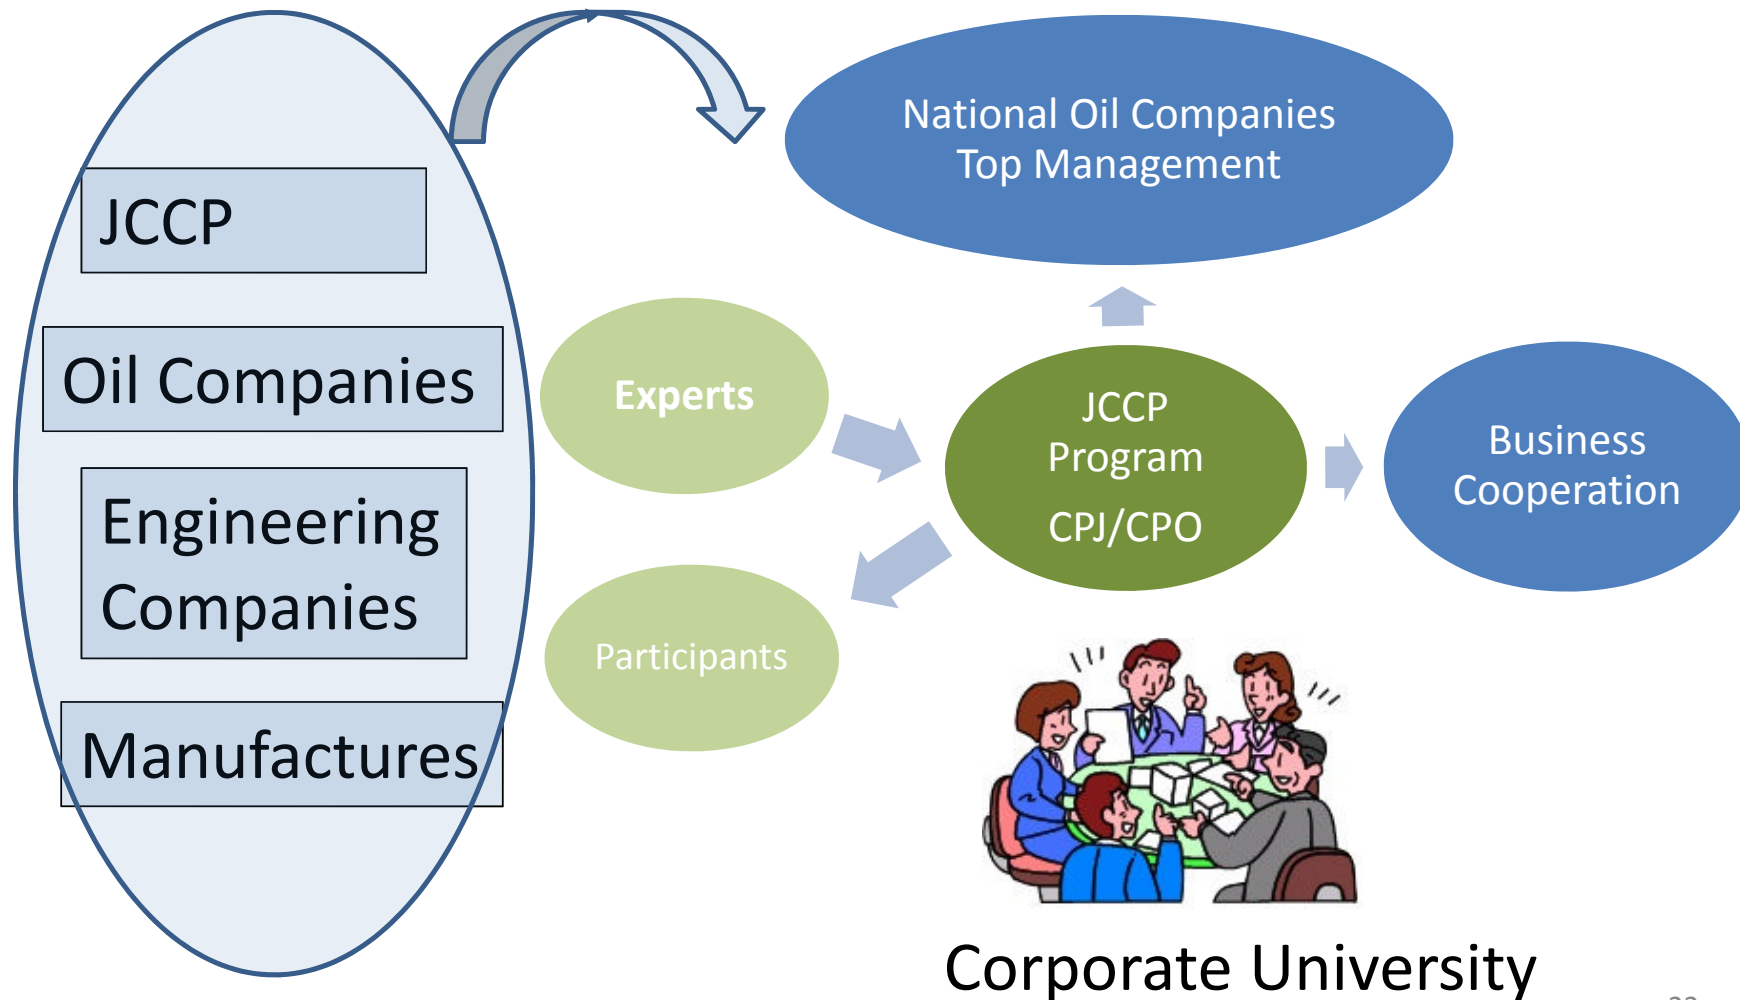 JCCP
Oil Companies
Engineering
Companies
Manufactures
National Oil Companies
Top Management
Experts
JCCP
Program
CPJ/CPO
Business
Cooperation
Participants
Corporate University